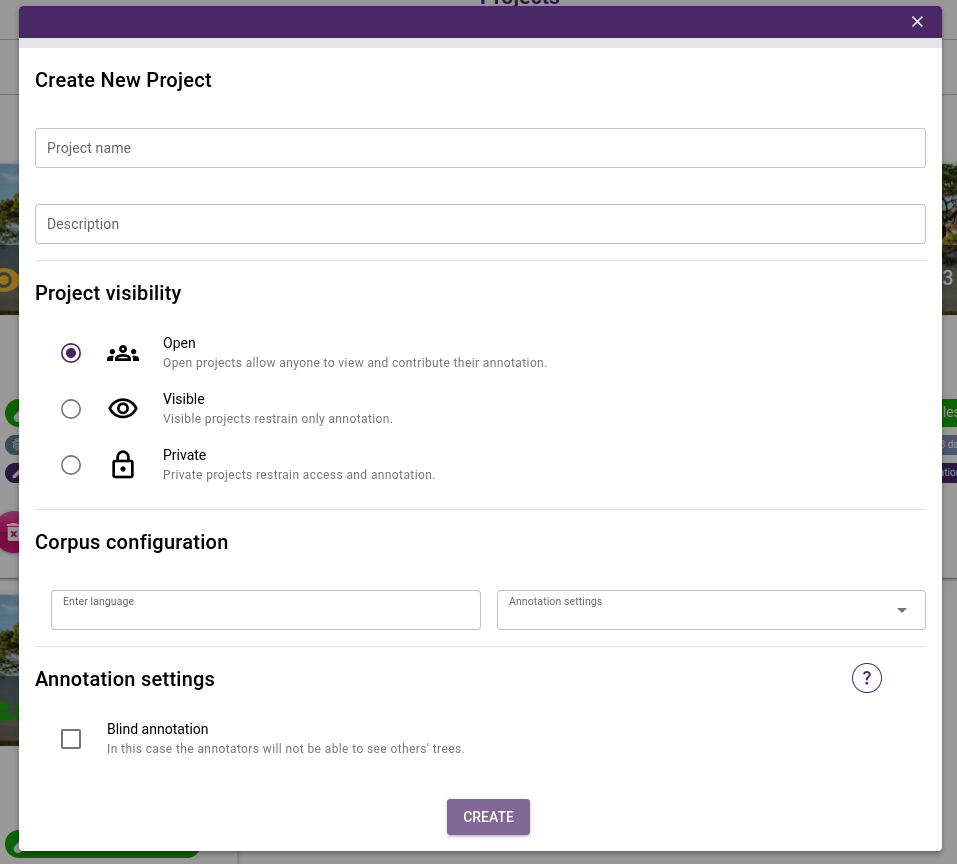 Projects
Create New Project
Project name
Description
Project visibility
Open
Open projects allow anyone to view and contribute their annotation.
Visible
Visible projects restrain only annotation.
Private
Private projects restrain access and annotation.
Corpus configuration
Enter language
Annotation settings
Annotation settings
?
Blind annotation
In this case the annotators will not be able to see others' trees.
CREATE